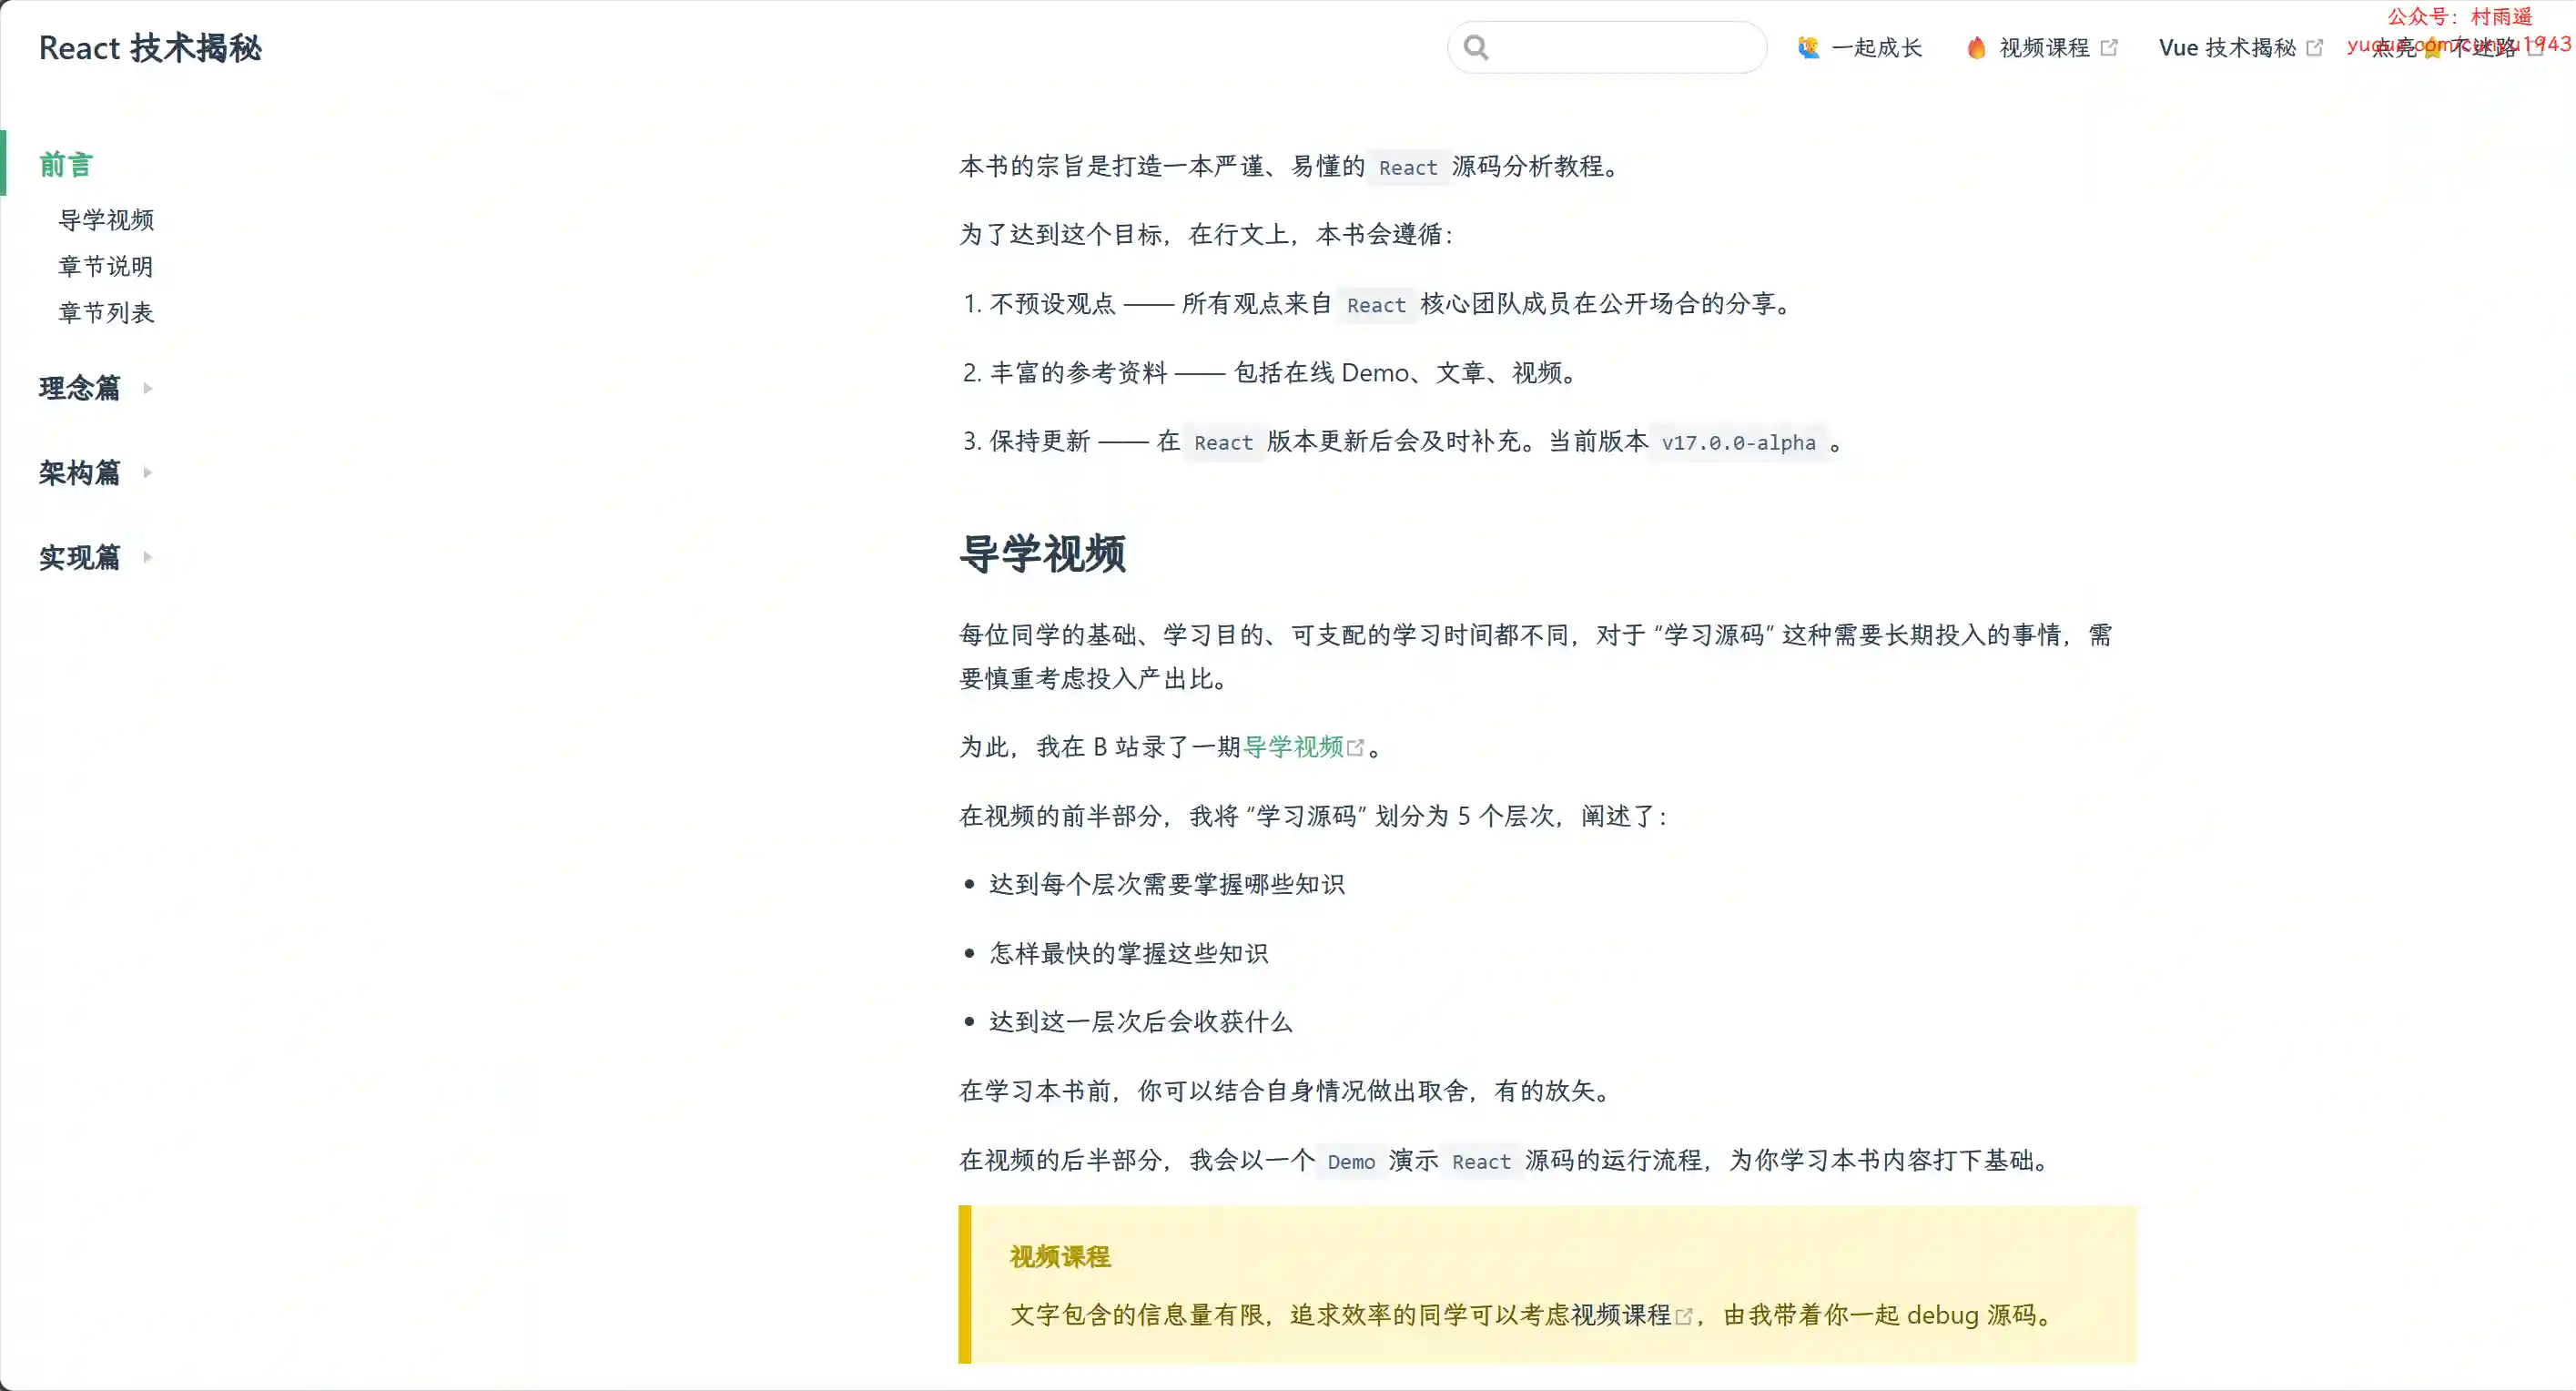 React 技术揭秘
一起成长
视频课程
Vue 技术揭秘
点亮⭐不迷路
公众号：村雨遥
yuque.com/cunyu1943
前言
导学视频
章节说明
章节列表
理念篇
架构篇
实现篇
本书的宗旨是打造一本严谨、易懂的 React 源码分析教程。
为了达到这个目标，在行文上，本书会遵循：
1. 不预设观点 —— 所有观点来自 React 核心团队成员在公开场合的分享。
2. 丰富的参考资料 —— 包括在线 Demo、文章、视频。
3. 保持更新 —— 在 React 版本更新后会及时补充。当前版本 v17.0.0-alpha 。
导学视频
每位同学的基础、学习目的、可支配的学习时间都不同，对于 “学习源码” 这种需要长期投入的事情，需
要慎重考虑投入产出比。
为此，我在 B 站录了一期导学视频。
在视频的前半部分，我将 “学习源码” 划分为 5 个层次，阐述了：
• 达到每个层次需要掌握哪些知识
• 怎样最快的掌握这些知识
• 达到这一层次后会收获什么
在学习本书前，你可以结合自身情况做出取舍，有的放矢。
在视频的后半部分，我会以一个 Demo 演示 React 源码的运行流程，为你学习本书内容打下基础。
视频课程
文字包含的信息量有限，追求效率的同学可以考虑视频课程，由我带着你一起 debug 源码。